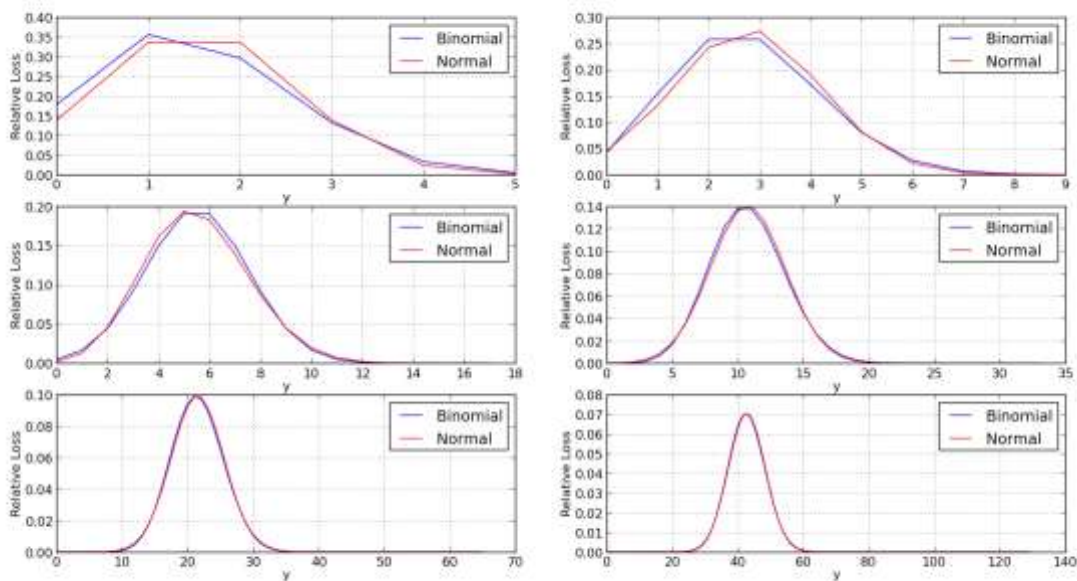 0.40
0.35
0.30
0.25
0.20
0.15
0.10
0.05
0.00
Relative Loss
Binomial
Normal
0 1 2 3 4 5
y
0.30
0.25
0.20
0.15
0.10
0.05
0.00
Relative Loss
Binomial
Normal
0 1 2 3 4 5 6 7 8 9
y
0.20
0.15
0.10
0.05
0.00
Relative Loss
Binomial
Normal
0 2 4 6 8 10 12 14 16 18
y
0.14
0.12
0.10
0.08
0.06
0.04
0.02
0.00
Relative Loss
Binomial
Normal
0 5 10 15 20 25 30 35
y
0.10
0.08
0.06
0.04
0.02
0.00
Relative Loss
Binomial
Normal
0 10 20 30 40 50 60 70
y
0.08
0.07
0.06
0.05
0.04
0.03
0.02
0.01
0.00
Relative Loss
Binomial
Normal
0 20 40 60 80 100 120 140
y